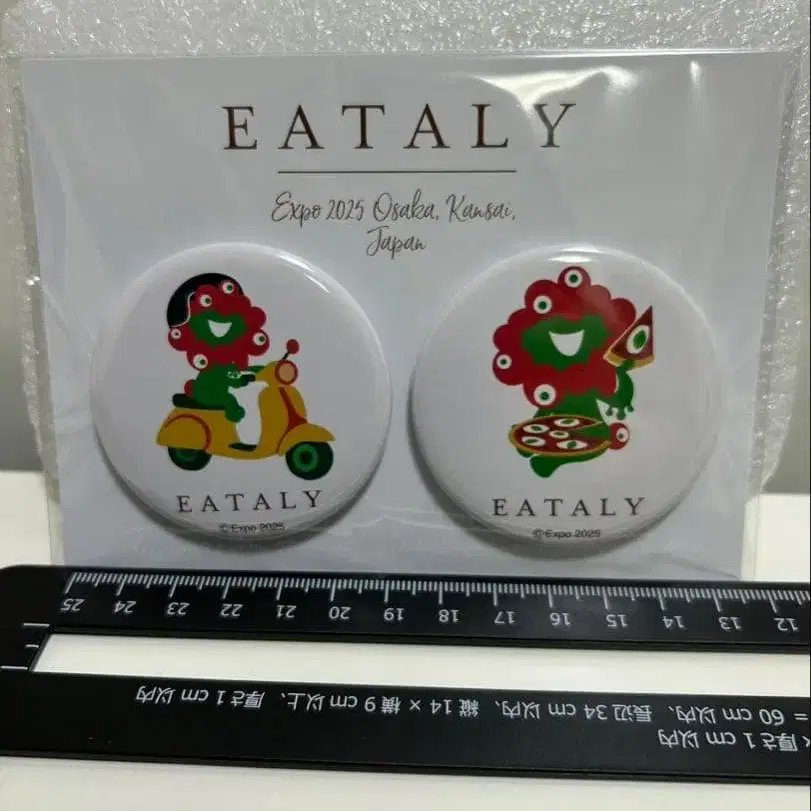 EATALY
Expo 2025 Osaka, Kansai,
Japan
EATALY
©Expo 2025
EATALY
©Expo 2025
25 24 23 22 21 20 19 18 17 16 15 14 13 12
厚さ1cm以内
= 60 cm 以内、長辺 34 cm 以内、縦 14 × 横 9 cm 以上、厚さ 1 cm 以内